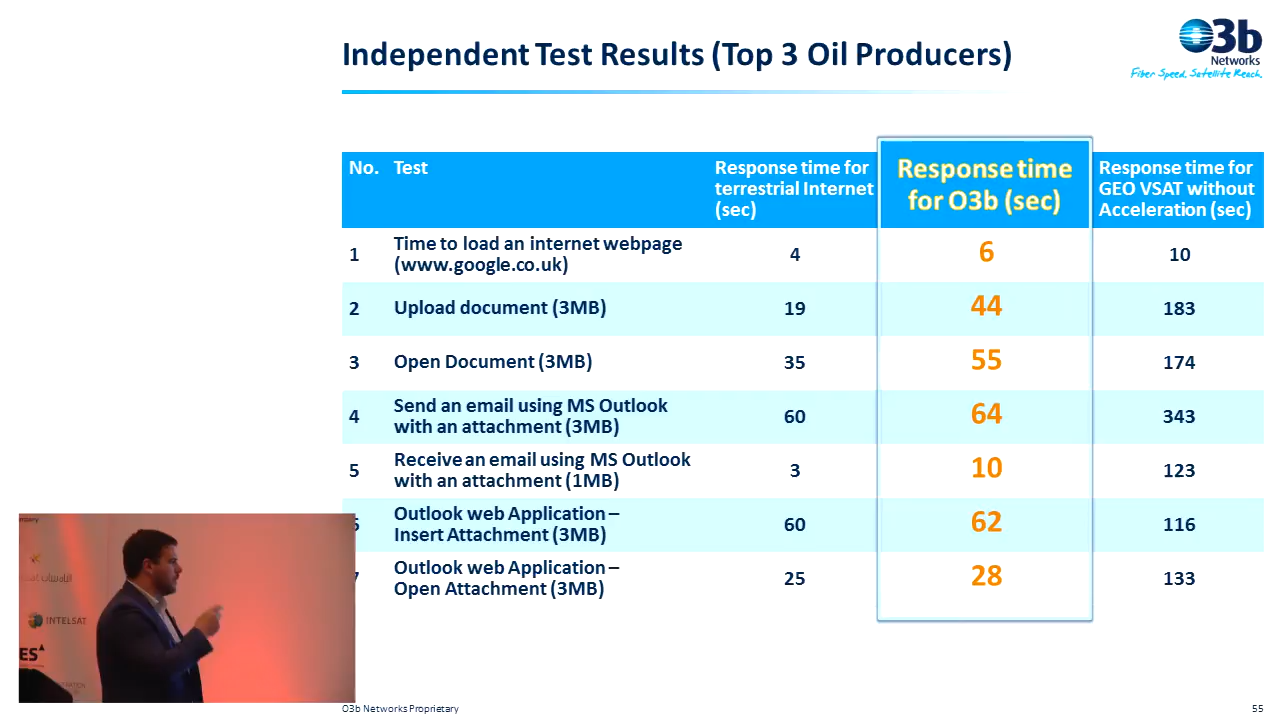 Independent Test Results (Top 3 Oil Producers)
O3b
Networks
Fiber Speed. Satellite Reach.
No. Test
Response time for
terrestrial Internet
(sec)
Response time
for O3b (sec)
Response time for
GEO VSAT without
Acceleration (sec)
1
Time to load an internet webpage
(www.google.co.uk)
4
6
10
2
Upload document (3MB)
19
44
183
3
Open Document (3MB)
35
55
174
4
Send an email using MS Outlook
with an attachment (3MB)
60
64
343
5
Receive an email using MS Outlook
with an attachment (1MB)
3
10
123
6
Outlook web Application –
Insert Attachment (3MB)
60
62
116
7
Outlook web Application –
Open Attachment (3MB)
25
28
133
INTELSAT
ES
O3b Networks Proprietary
55